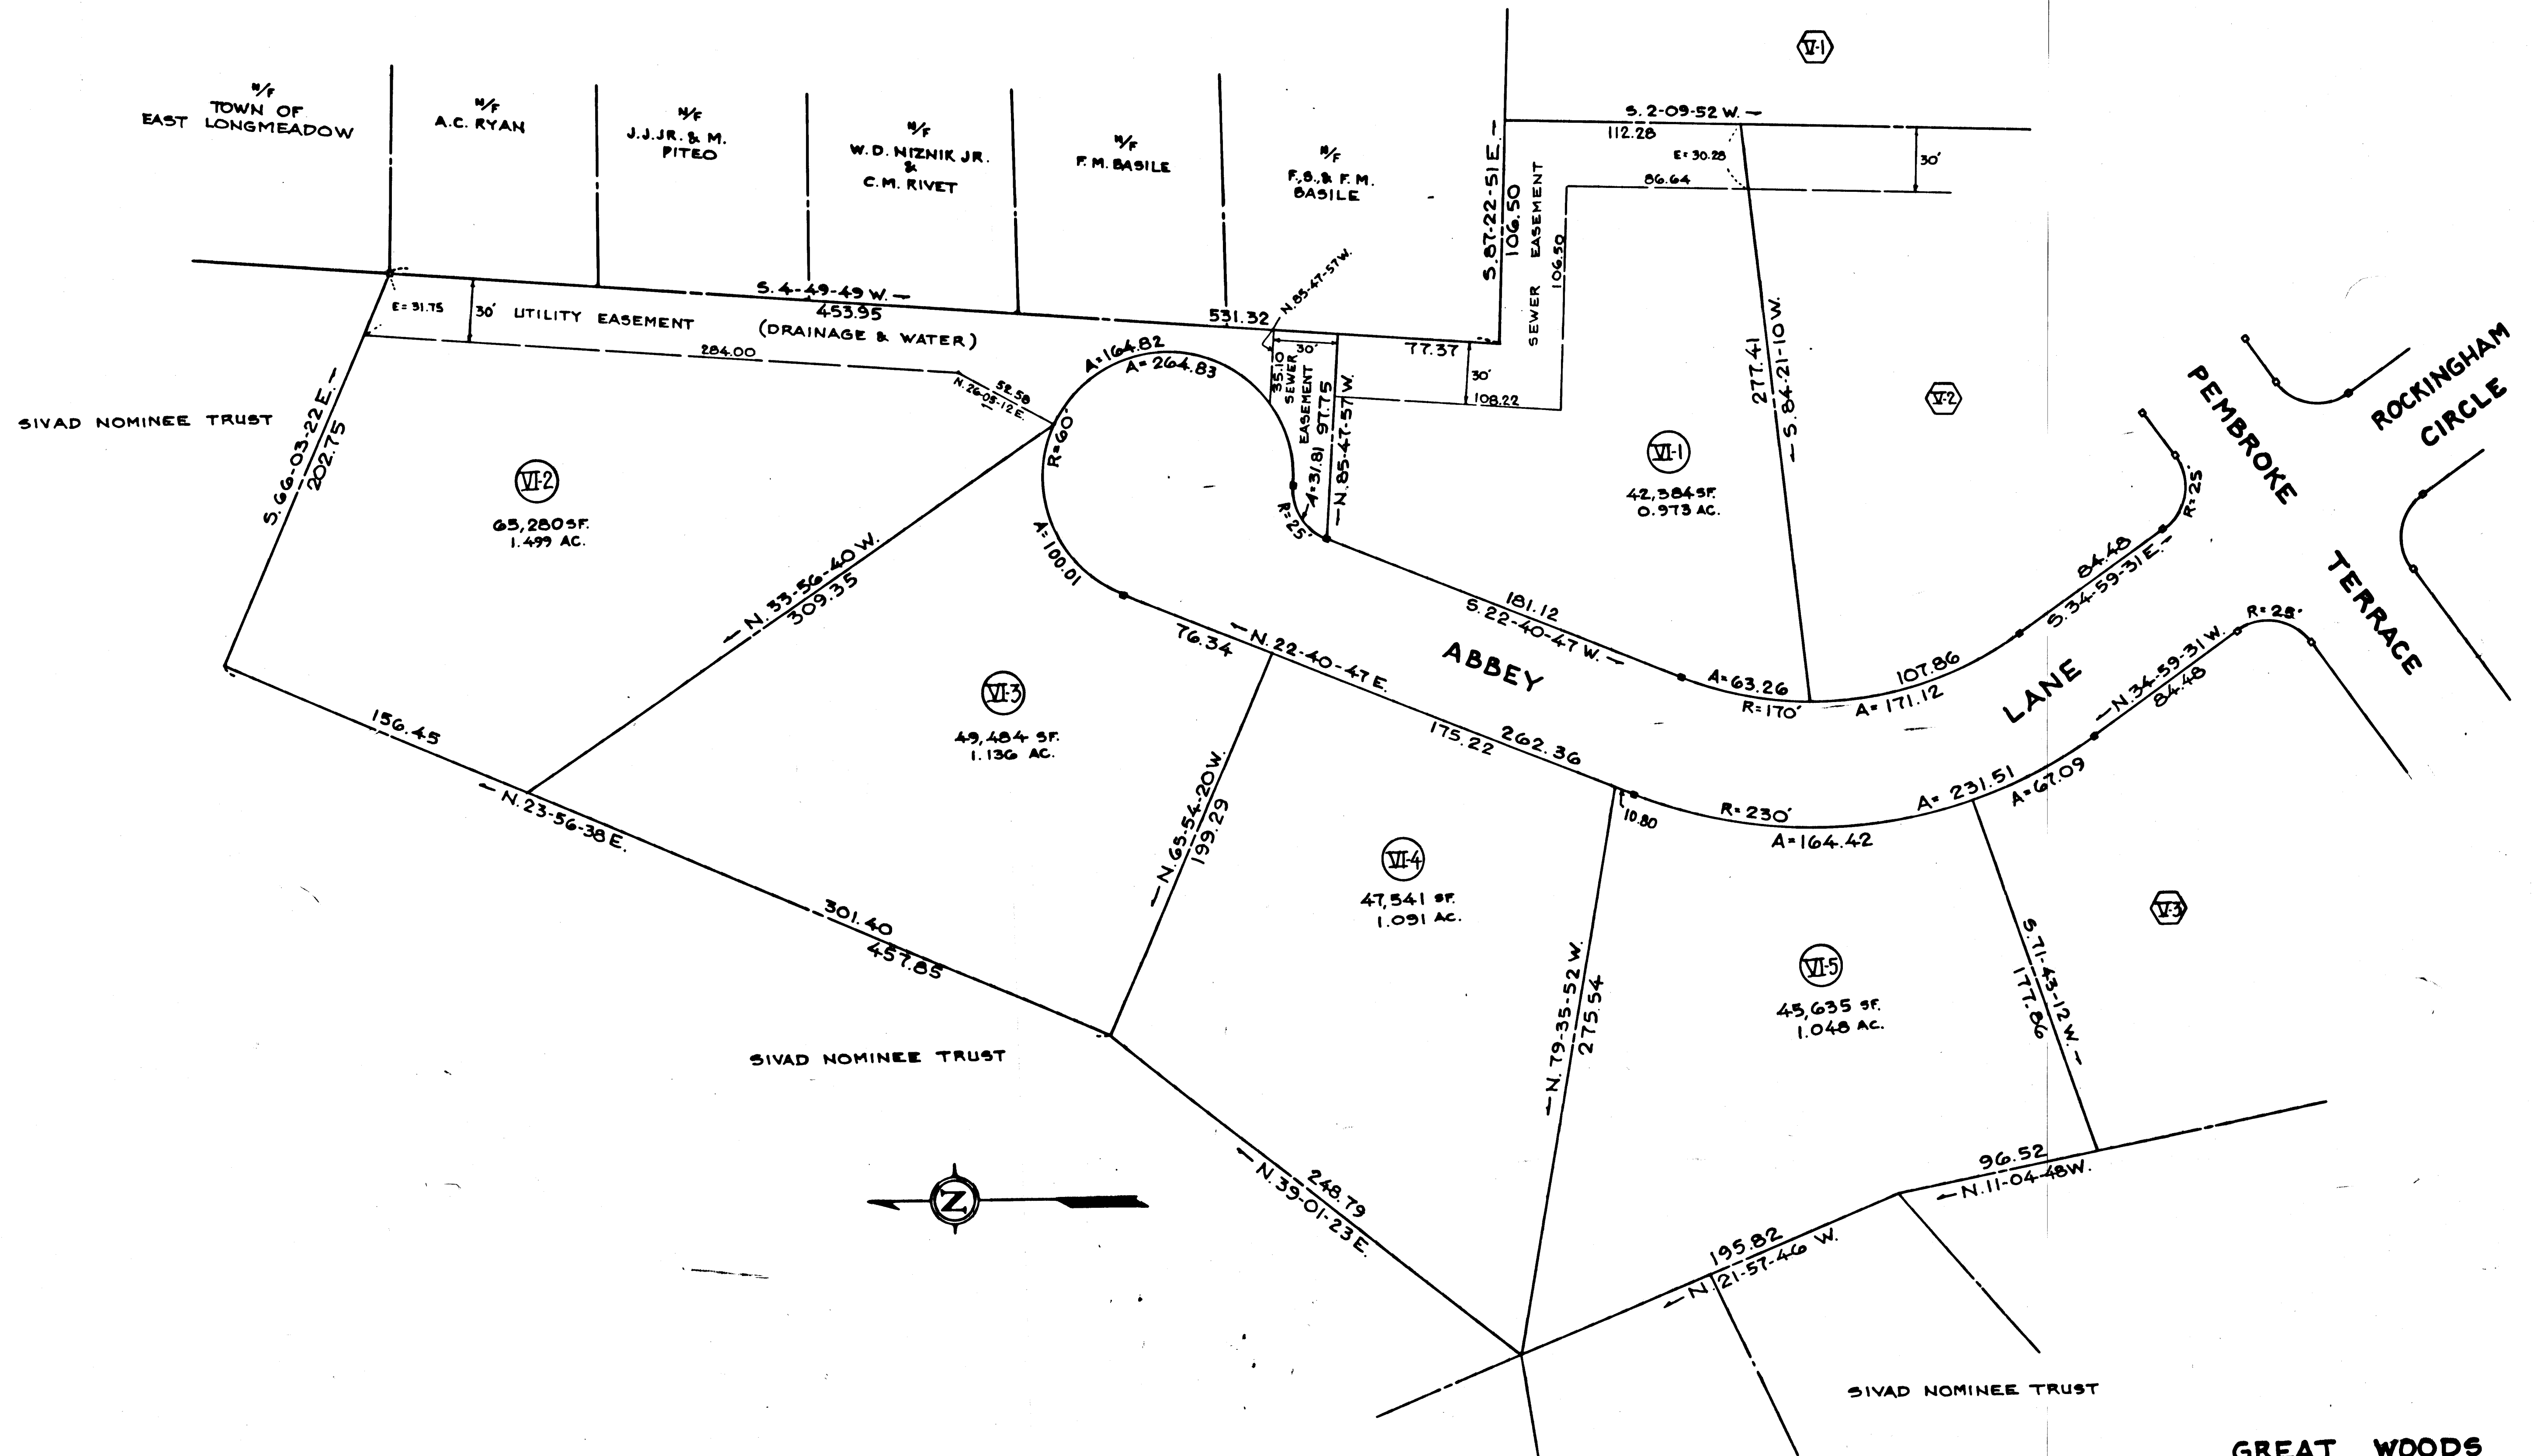 N/F
TOWN OF
EAST LONGMEADOW
N/F
A.C. RYAN
N/F
J.J.JR. & M.
PITEO
N/F
W.D. NIZNIK JR.
&
C.M. RIVET
N/F
F.M. BASILE
N/F
F., S., & F.M.
BASILE
V-1
S. 2-09-52 W.
112.28
E=30.28
86.64
30'
S.87-22-51 E.
106.50
SEWER EASEMENT
106.50
N.85-47-57W.
S.4-49-49 W.
453.95
531.32
77.37
E=31.75
30'
UTILITY EASEMENT
(DRAINAGE & WATER)
284.00
52.58
N.26-05-12 E.
A=164.82
A=264.83
R=60'
A=100.01
35.10
SEWER
EASEMENT
30'
A=31.81
R=25'
97.75
N.85-47-57 W.
30'
108.22
277.41
S.84-21-10 W.
V-2
VI-1
42,384 SF.
0.973 AC.
SIVAD NOMINEE TRUST
S.66-03-22 E.
202.75
VI-2
65,280 SF.
1.499 AC.
N.33-56-40 W.
309.35
PEMBROKE
TERRACE
ROCKINGHAM
CIRCLE
R=25'
84.48
S.34-59-31 E.
R=25'
181.12
S.22-40-47 W.
A=63.26
R=170'
107.86
A=171.12
ABBEY
LANE
N.34-59-31 W.
84.48
76.34
N.22-40-47 E.
175.22
262.36
10.80
R=230'
A=164.42
A=231.51
A=67.09
VI-3
49,484 SF.
1.136 AC.
156.45
N.23-56-38 E.
301.40
457.85
N.65-54-20 W.
199.29
VI-4
47,541 SF.
1.091 AC.
N.79-35-52 W.
275.54
VI-5
45,635 SF.
1.048 AC.
S.71-43-12 W.
177.86
V-3
SIVAD NOMINEE TRUST
N
248.79
N.39-01-23 E.
96.52
N.11-04-48 W.
195.82
N. 21-57-46 W.
SIVAD NOMINEE TRUST
GREAT WOODS